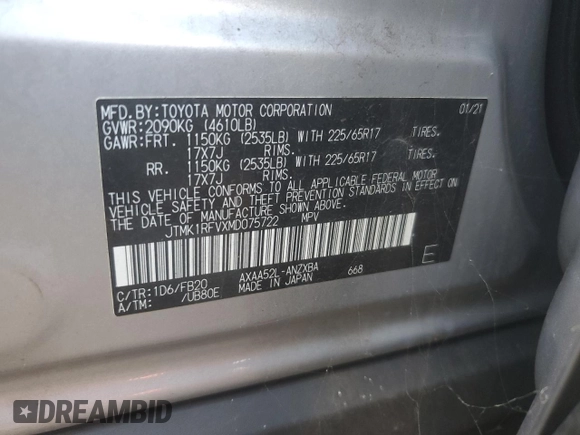 MFD.BY:TOYOTA MOTOR CORPORATION 01/21
GVWR:2090KG (4610LB)
GAWR:FRT. 1150KG (2535LB) WITH 225/65R17 TIRES.
17X7J RIMS.
RR. 1150KG (2535LB) WITH 225/65R17 TIRES.
17X7J RIMS.
THIS VEHICLE CONFORMS TO ALL APPLICABLE FEDERAL MOTOR
VEHICLE SAFETY AND THEFT PREVENTION STANDARDS IN EFFECT ON
THE DATE OF MANUFACTURE SHOWN ABOVE.
JTMK1RFVXMD075722 MPV
C/TR:1D6/FB20 AXAA52L-ANZXBA 668 E
A/TM: /UB80E MADE IN JAPAN
DREAMBID